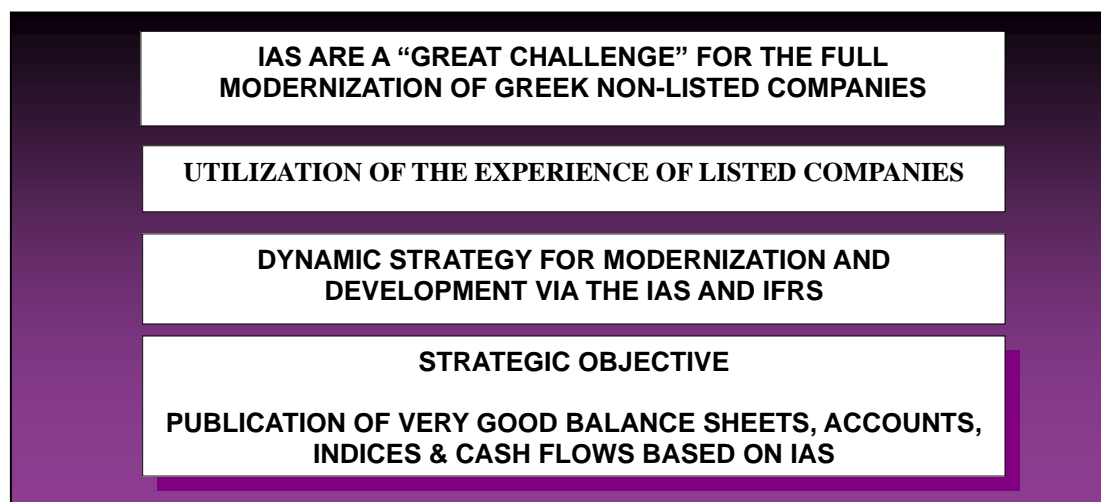 IAS ARE A “GREAT CHALLENGE” FOR THE FULL
MODERNIZATION OF GREEK NON-LISTED COMPANIES
UTILIZATION OF THE EXPERIENCE OF LISTED COMPANIES
DYNAMIC STRATEGY FOR MODERNIZATION AND
DEVELOPMENT VIA THE IAS AND IFRS
STRATEGIC OBJECTIVE
PUBLICATION OF VERY GOOD BALANCE SHEETS, ACCOUNTS,
INDICES & CASH FLOWS BASED ON IAS